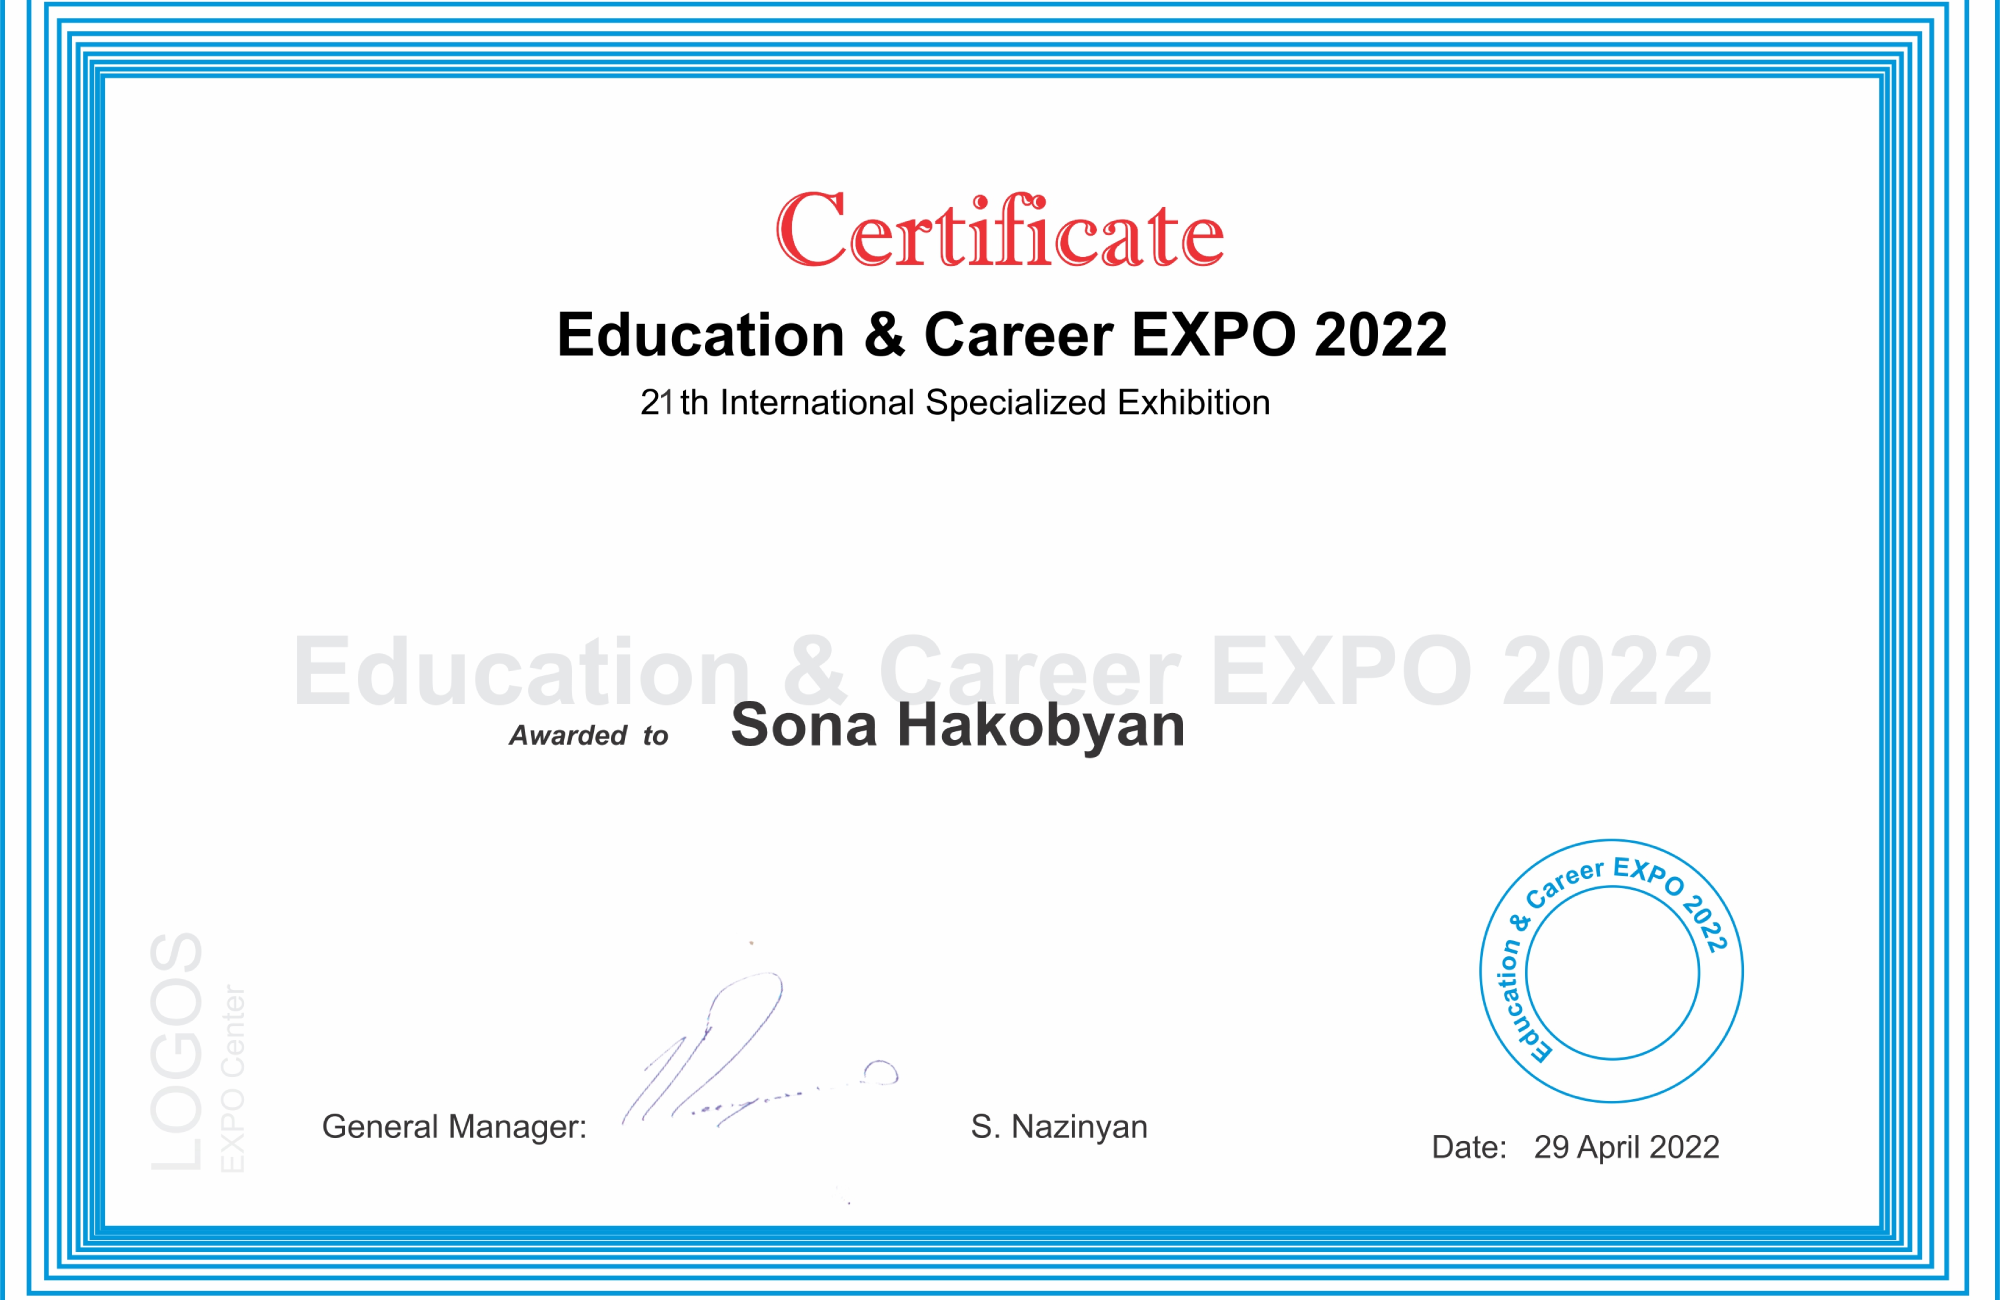 Certificate
Education & Career EXPO 2022
21th International Specialized Exhibition
Education & Career EXPO 2022
Awarded to Sona Hakobyan
Education & Career EXPO 2022
LOGOS
EXPO Center
General Manager: S. Nazinyan
Date: 29 April 2022